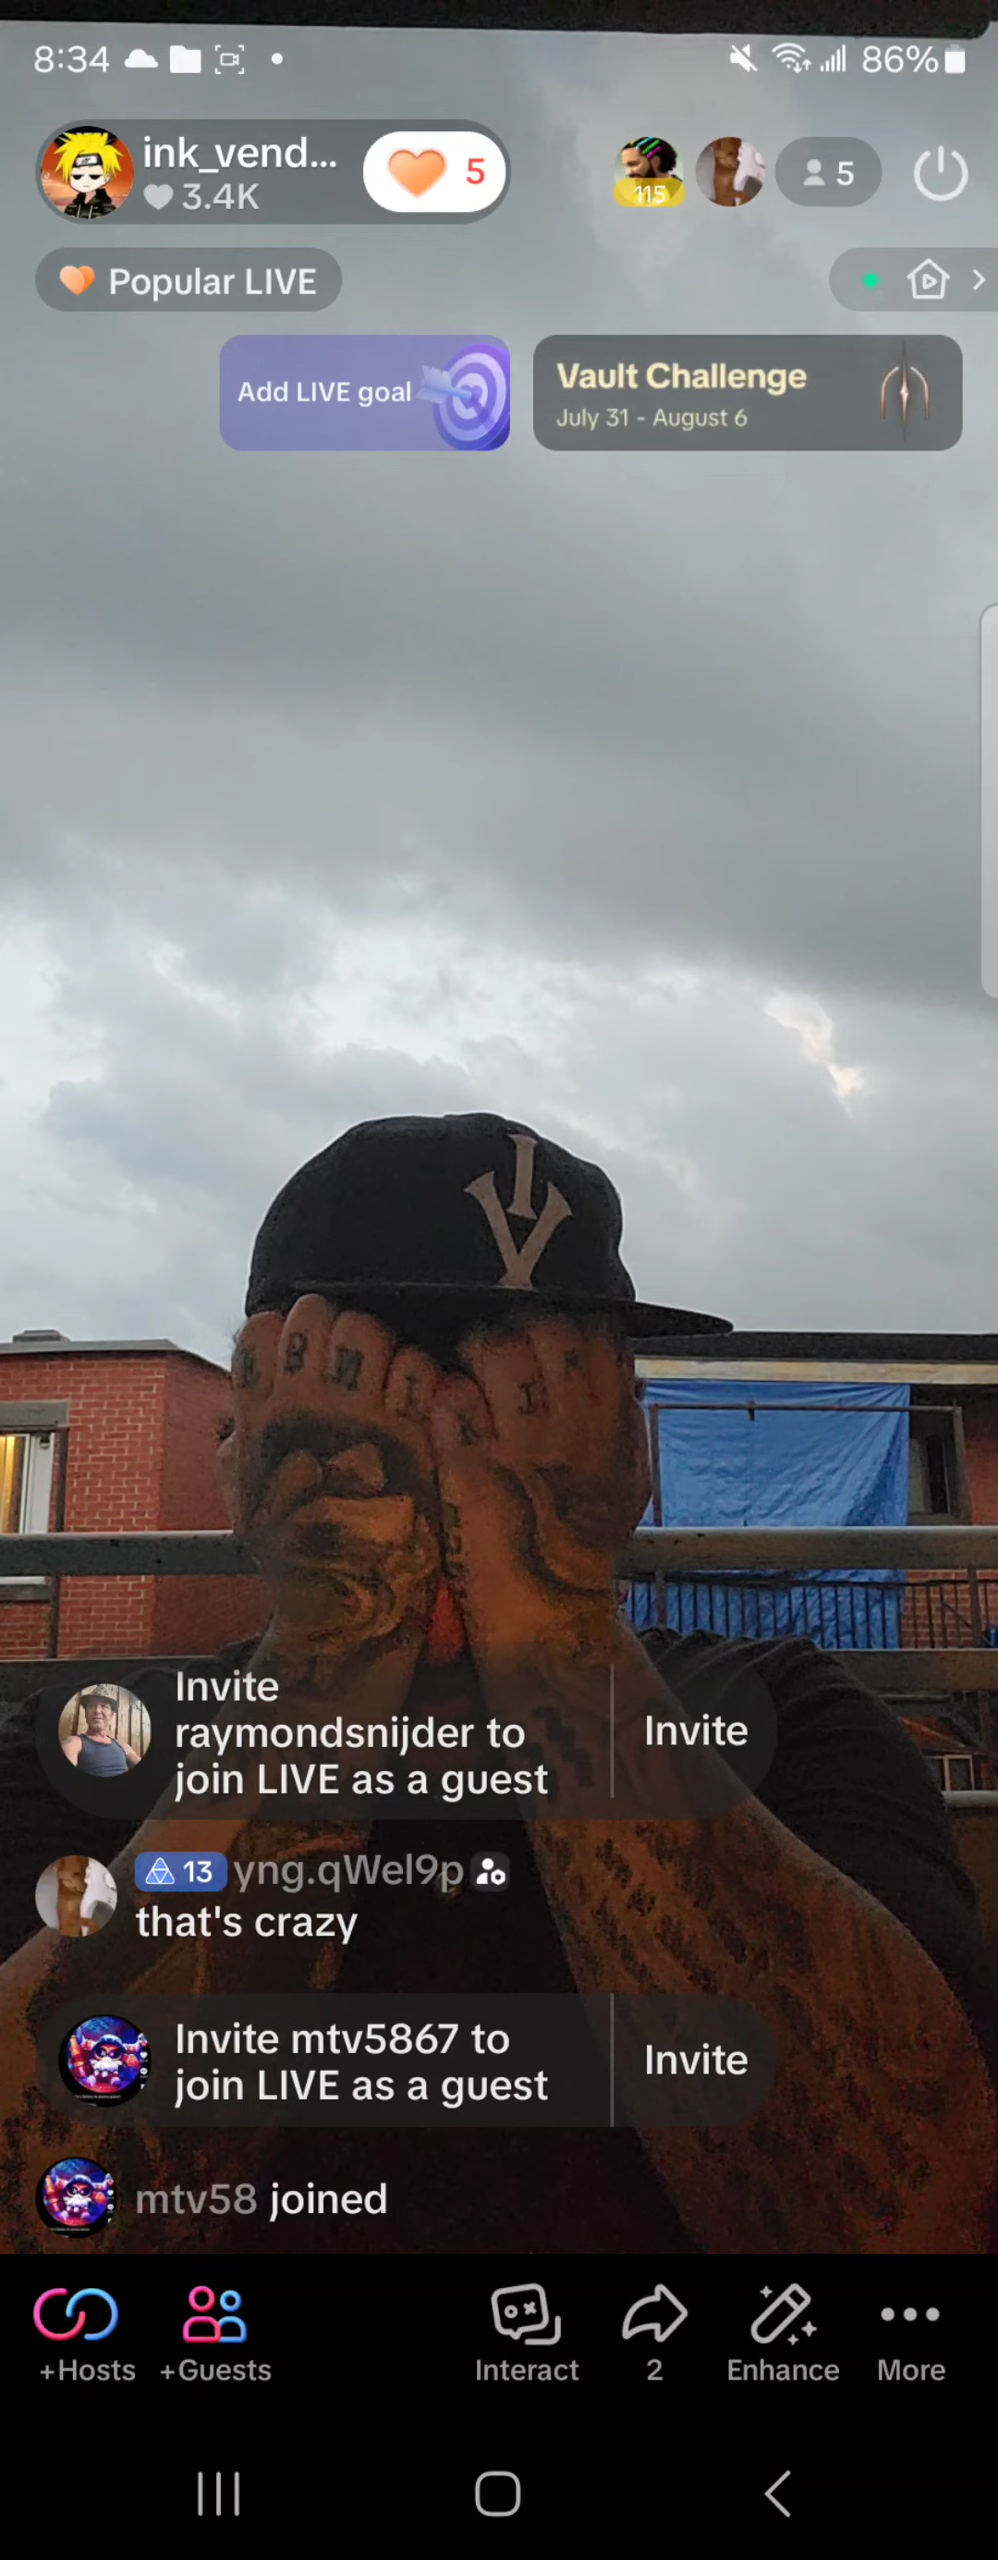 8:34
86%
ink_vend...
3.4K
5
115
5
Popular LIVE
Add LIVE goal
Vault Challenge
July 31 - August 6
Invite
raymondsnijder to
join LIVE as a guest
Invite
13 yng.qWel9p
that's crazy
Invite mtv5867 to
join LIVE as a guest
Invite
mtv58 joined
+Hosts
+Guests
Interact
2
Enhance
More